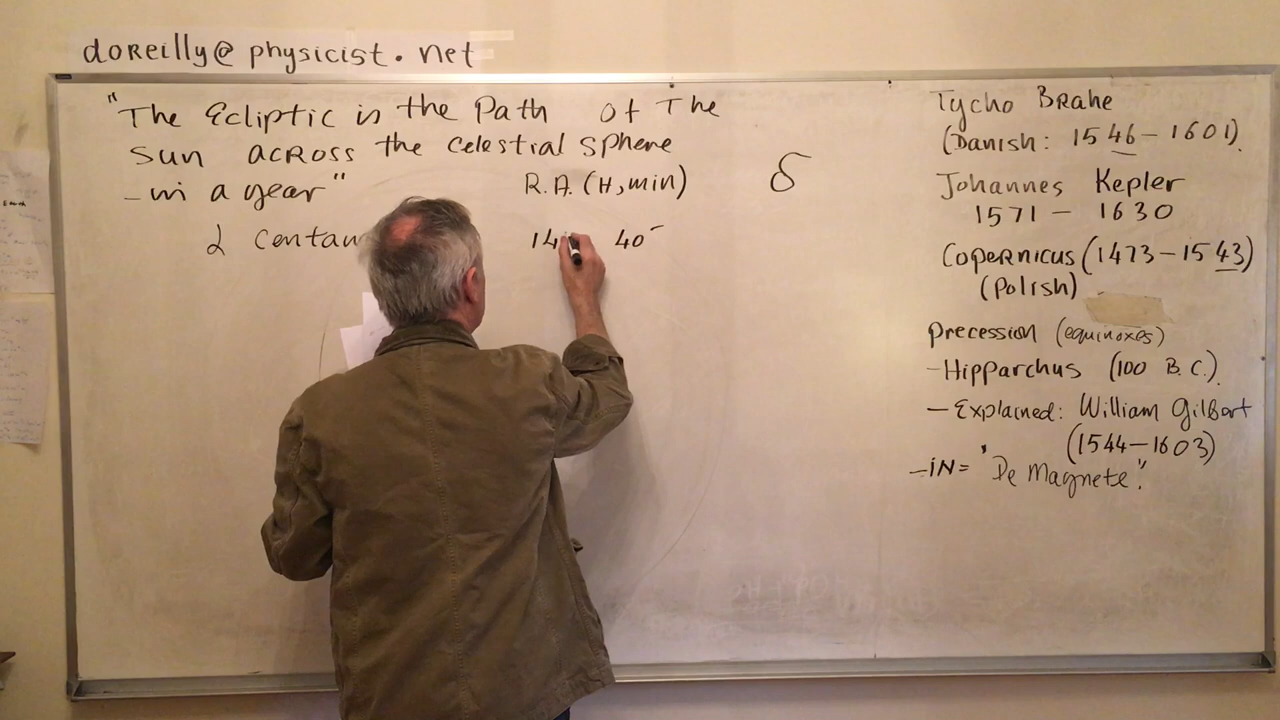 doreilly@physicist.net
"The Ecliptic is the Path of The
Sun across the celestial sphere
- in a year"
R.A. (H, min) δ
α Centau
14 40
Tycho Brahe
(Danish: 1546 – 1601).
Johannes Kepler
1571 – 1630
Copernicus (1473 – 1543)
(Polish)
Precession (equinoxes)
- Hipparchus (100 B.C.).
- Explained: William Gilbert
(1544 – 1603)
- iN = "De Magnete".